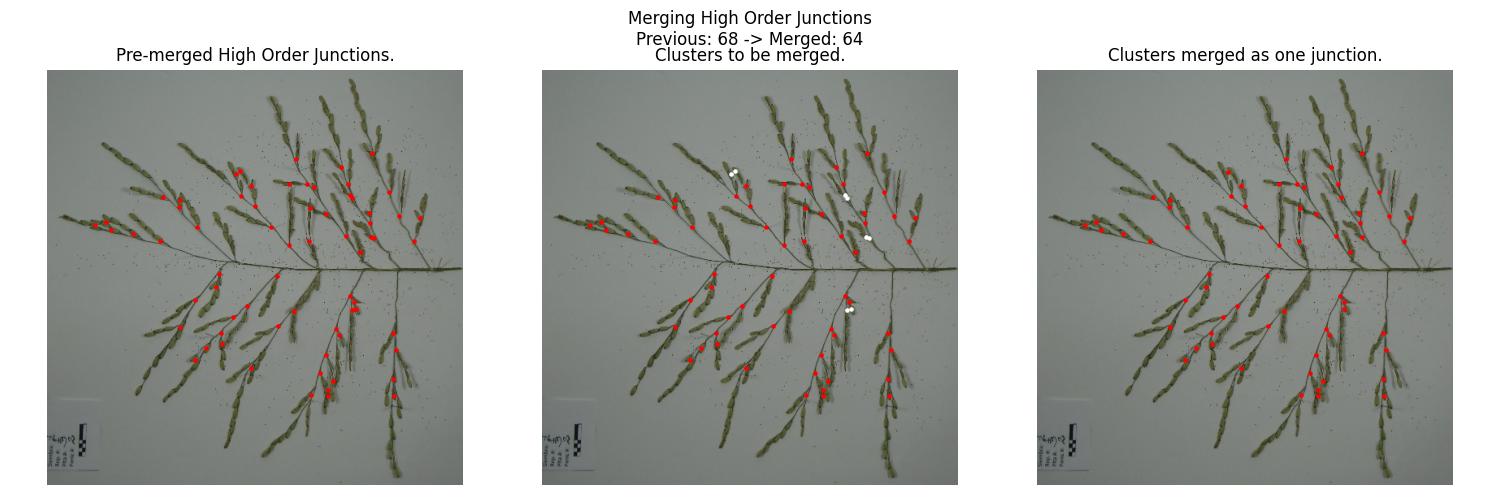 Merging High Order Junctions
Previous: 68 -> Merged: 64
Pre-merged High Order Junctions.
Clusters to be merged.
Clusters merged as one junction.